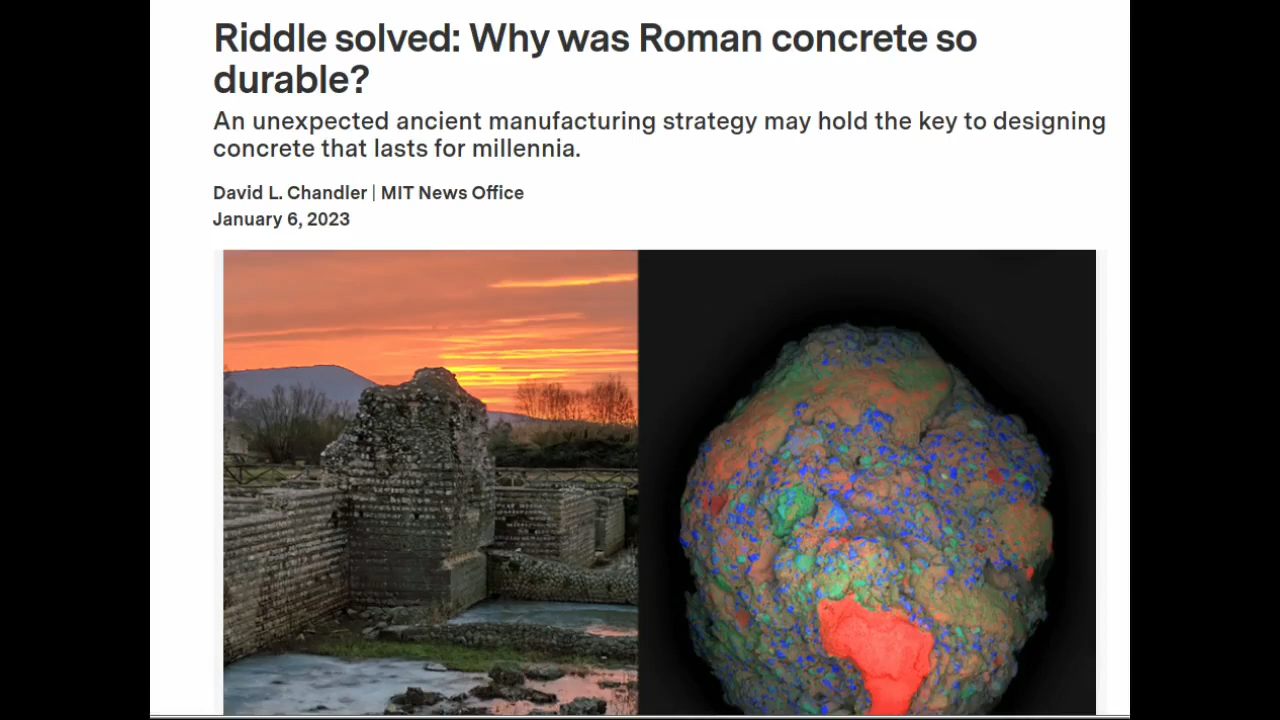 Riddle solved: Why was Roman concrete so
durable?
An unexpected ancient manufacturing strategy may hold the key to designing
concrete that lasts for millennia.
David L. Chandler | MIT News Office
January 6, 2023